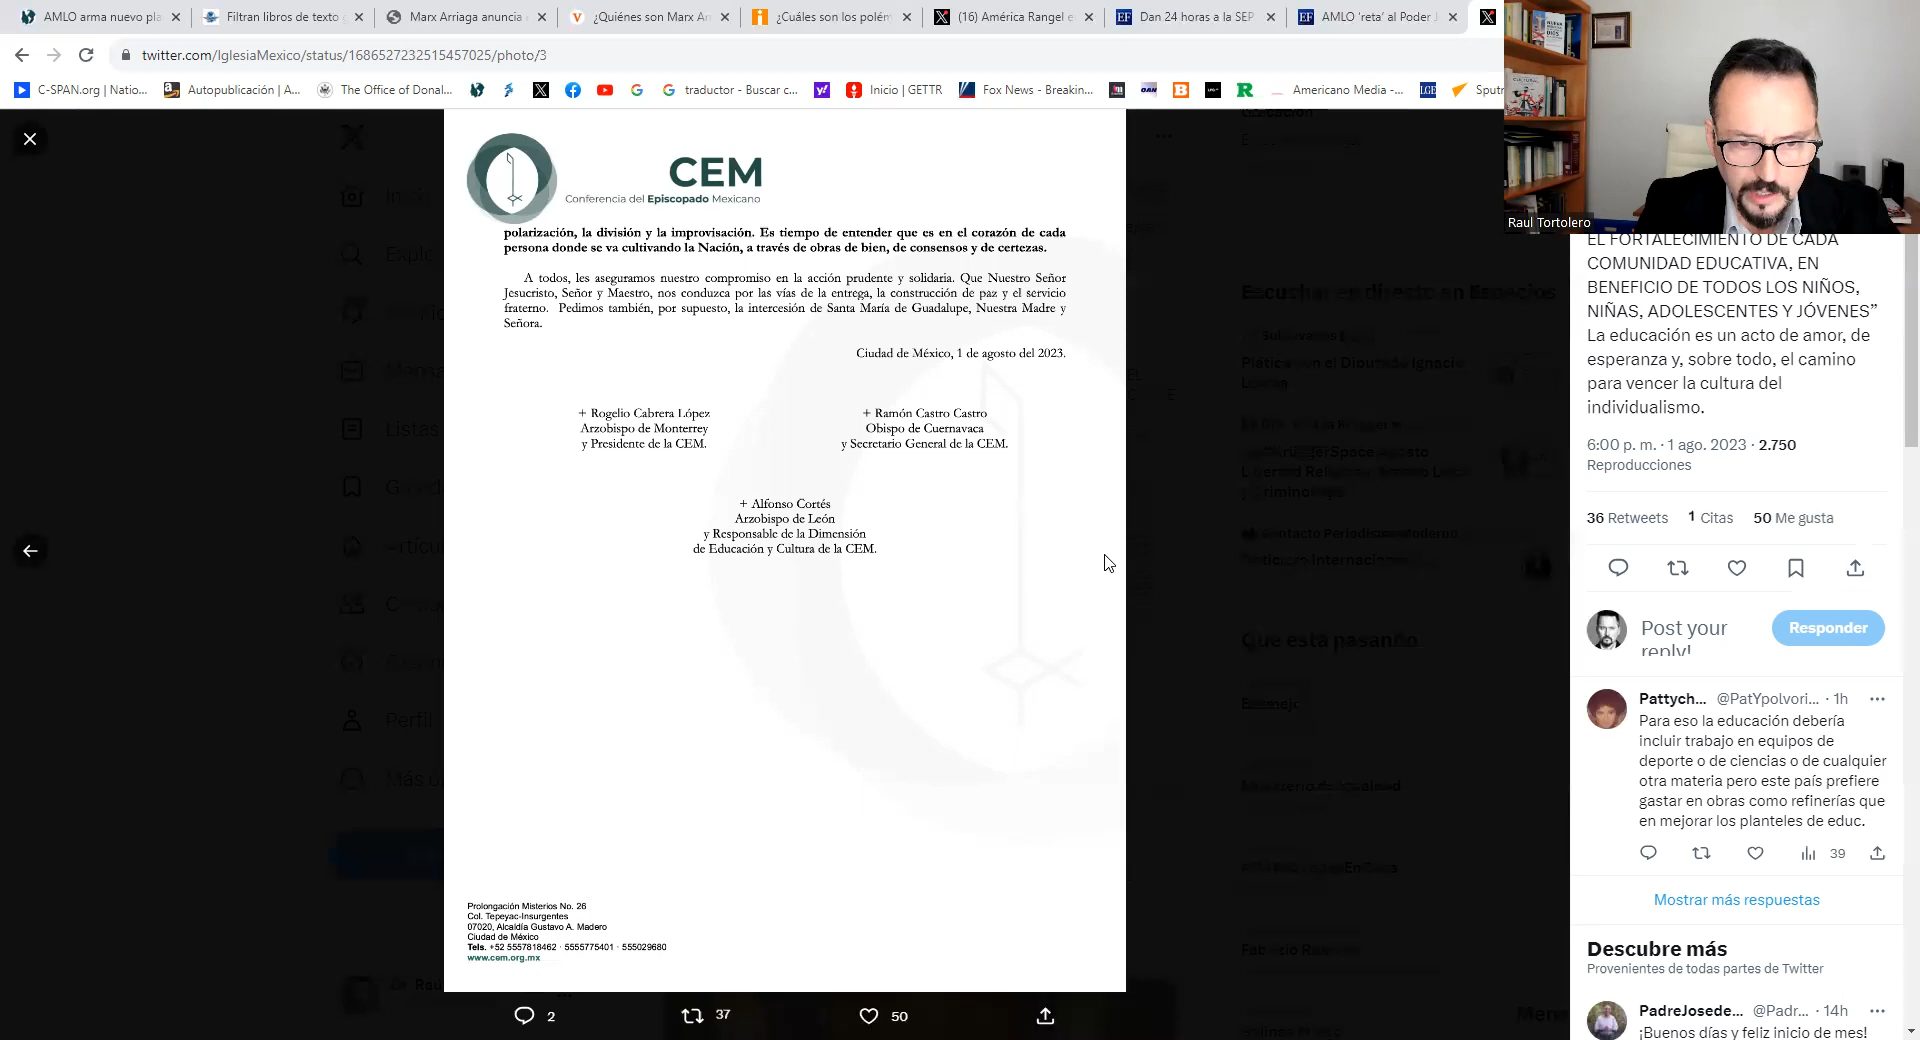 AMLO arma nuevo pla
Filtran libros de texto
Marx Arriaga anuncia
¿Quiénes son Marx Ar
¿Cuáles son los polém
(16) América Rangel e
Dan 24 horas a la SEP
AMLO ‘reta’ al Poder
twitter.com/IglesiaMexico/status/1686527232515457025/photo/3
C-SPAN.org | Natio...
Autopublicación | A...
The Office of Donal...
traductor - Buscar c...
Inicio | GETTR
Fox News - Breakin...
OAN
Americano Media -...
LGE
Sputn
CEM
Conferencia del Episcopado Mexicano
polarización, la división y la improvisación. Es tiempo de entender que es en el corazón de cada
persona donde se va cultivando la Nación, a través de obras de bien, de consensos y de certezas.
A todos, les aseguramos nuestro compromiso en la acción prudente y solidaria. Que Nuestro Señor
Jesucristo, Señor y Maestro, nos conduzca por las vías de la entrega, la construcción de paz y el servicio
fraterno. Pedimos también, por supuesto, la intercesión de Santa María de Guadalupe, Nuestra Madre y
Señora.
Ciudad de México, 1 de agosto del 2023.
+ Rogelio Cabrera López
Arzobispo de Monterrey
y Presidente de la CEM.
+ Ramón Castro Castro
Obispo de Cuernavaca
y Secretario General de la CEM.
+ Alfonso Cortés
Arzobispo de León
y Responsable de la Dimensión
de Educación y Cultura de la CEM.
Prolongación Misterios No. 26
Col. Tepeyac-Insurgentes
07020, Alcaldía Gustavo A. Madero
Ciudad de México
Tels. +52 5557818462 · 5555775401 · 555029680
www.cem.org.mx
2
37
50
Raul Tortolero
EL FORTALECIMIENTO DE CADA
COMUNIDAD EDUCATIVA, EN
BENEFICIO DE TODOS LOS NIÑOS,
NIÑAS, ADOLESCENTES Y JÓVENES”
La educación es un acto de amor, de
esperanza y, sobre todo, el camino
para vencer la cultura del
individualismo.
6:00 p. m. · 1 ago. 2023 · 2.750
Reproducciones
36 Retweets 1 Citas 50 Me gusta
Post your
reply!
Responder
Pattych... @PatYpolvori... · 1h
Para eso la educación debería
incluir trabajo en equipos de
deporte o de ciencias o de cualquier
otra materia pero este país prefiere
gastar en obras como refinerías que
en mejorar los planteles de educ.
39
Mostrar más respuestas
Descubre más
Provenientes de todas partes de Twitter
PadreJosede... @Padr... · 14h
¡Buenos días y feliz inicio de mes!
Escuchar en directo en Espacios
Qué está pasando
Listas
Perfil